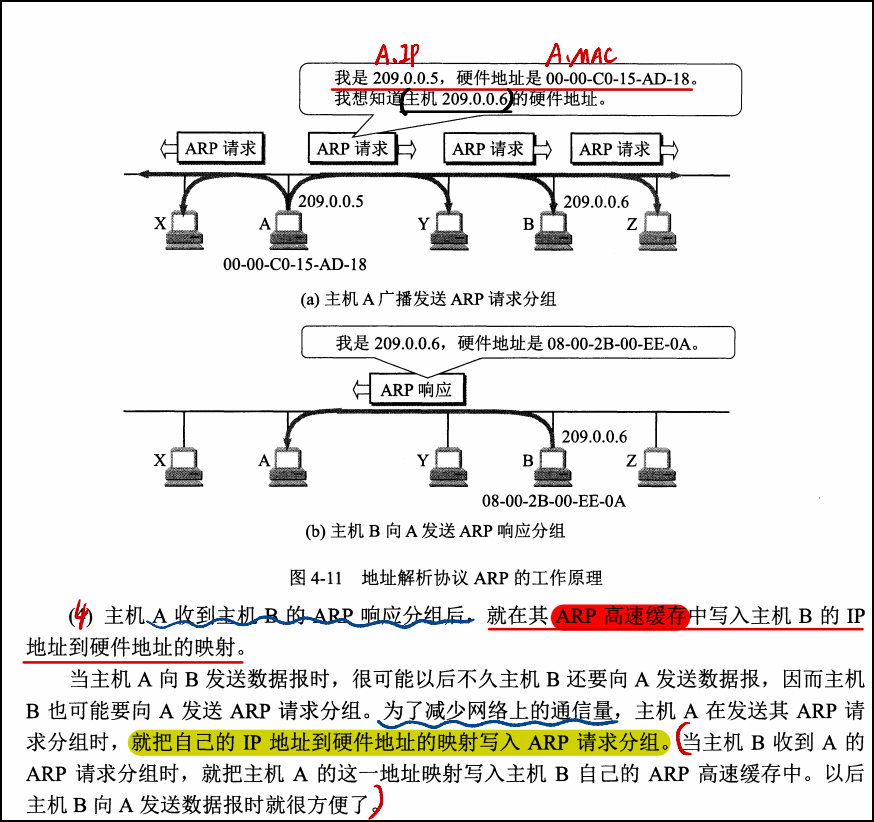 A.IP
A.MAC
我是 209.0.0.5，硬件地址是 00-00-C0-15-AD-18。
我想知道主机 209.0.0.6 的硬件地址。
ARP 请求
ARP 请求
ARP 请求
ARP 请求
209.0.0.5
209.0.0.6
X
A
Y
B
Z
00-00-C0-15-AD-18
(a) 主机 A 广播发送 ARP 请求分组
我是 209.0.0.6，硬件地址是 08-00-2B-00-EE-0A。
ARP 响应
209.0.0.6
X
A
Y
B
Z
08-00-2B-00-EE-0A
(b) 主机 B 向 A 发送 ARP 响应分组
图 4-11 地址解析协议 ARP 的工作原理
(4) 主机 A 收到主机 B 的 ARP 响应分组后，就在其 ARP 高速缓存中写入主机 B 的 IP
地址到硬件地址的映射。
当主机 A 向 B 发送数据报时，很可能以后不久主机 B 还要向 A 发送数据报，因而主机
B 也可能要向 A 发送 ARP 请求分组。为了减少网络上的通信量，主机 A 在发送其 ARP 请
求分组时，就把自己的 IP 地址到硬件地址的映射写入 ARP 请求分组。当主机 B 收到 A 的
ARP 请求分组时，就把主机 A 的这一地址映射写入主机 B 自己的 ARP 高速缓存中。以后
主机 B 向 A 发送数据报时就很方便了。